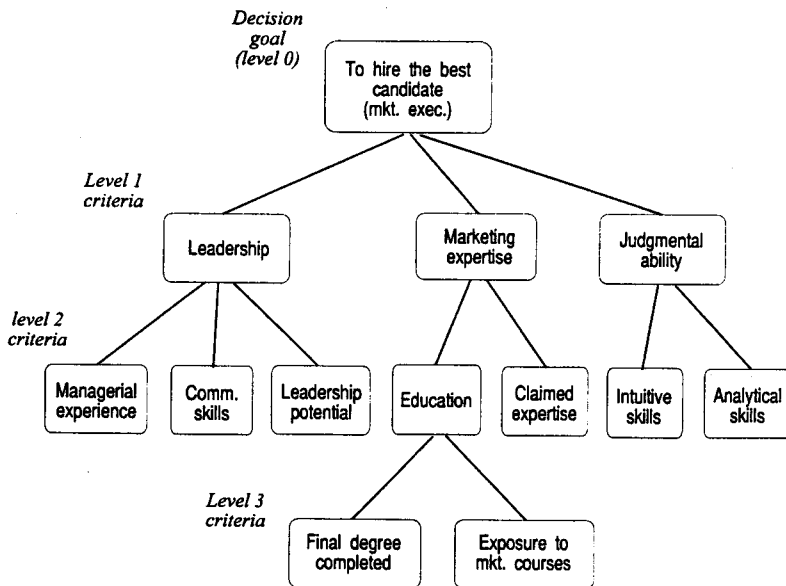 Decision
goal
(level 0)
To hire the best
candidate
(mkt. exec.)
Level 1
criteria
Leadership
Marketing
expertise
Judgmental
ability
level 2
criteria
Managerial
experience
Comm.
skills
Leadership
potential
Education
Claimed
expertise
Intuitive
skills
Analytical
skills
Level 3
criteria
Final degree
completed
Exposure to
mkt. courses